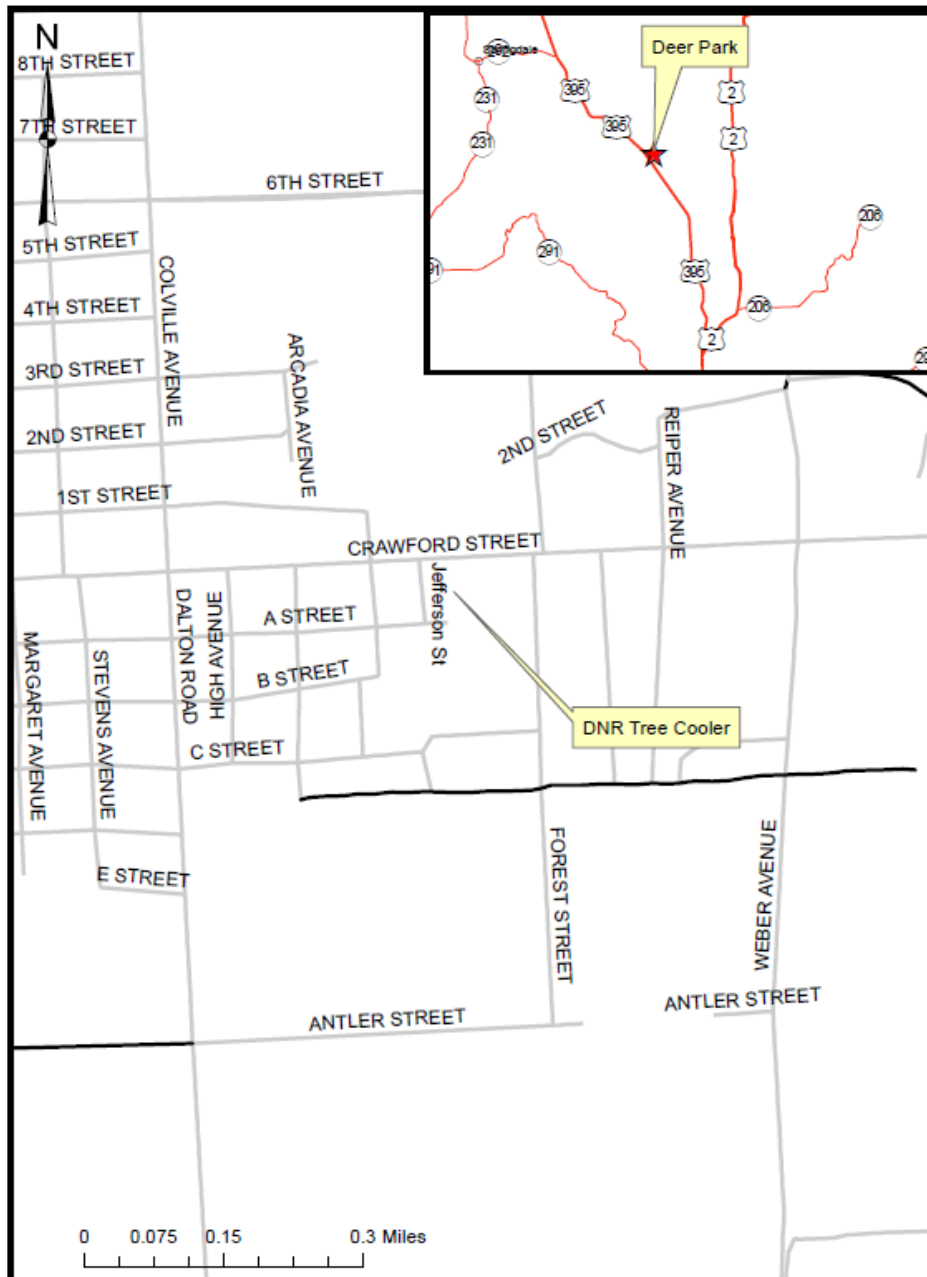 N
8TH STREET
7TH STREET
6TH STREET
5TH STREET
4TH STREET
3RD STREET
2ND STREET
1ST STREET
COLVILLE AVENUE
ARCADIA AVENUE
Deer Park
231
231
395
395
395
2
2
2
291
206
206
2ND STREET
REIPER AVENUE
CRAWFORD STREET
Jefferson St
A STREET
B STREET
C STREET
HIGH AVENUE
DALTON ROAD
STEVENS AVENUE
MARGARET AVENUE
DNR Tree Cooler
E STREET
FOREST STREET
WEBER AVENUE
ANTLER STREET
ANTLER STREET
0 0.075 0.15 0.3 Miles